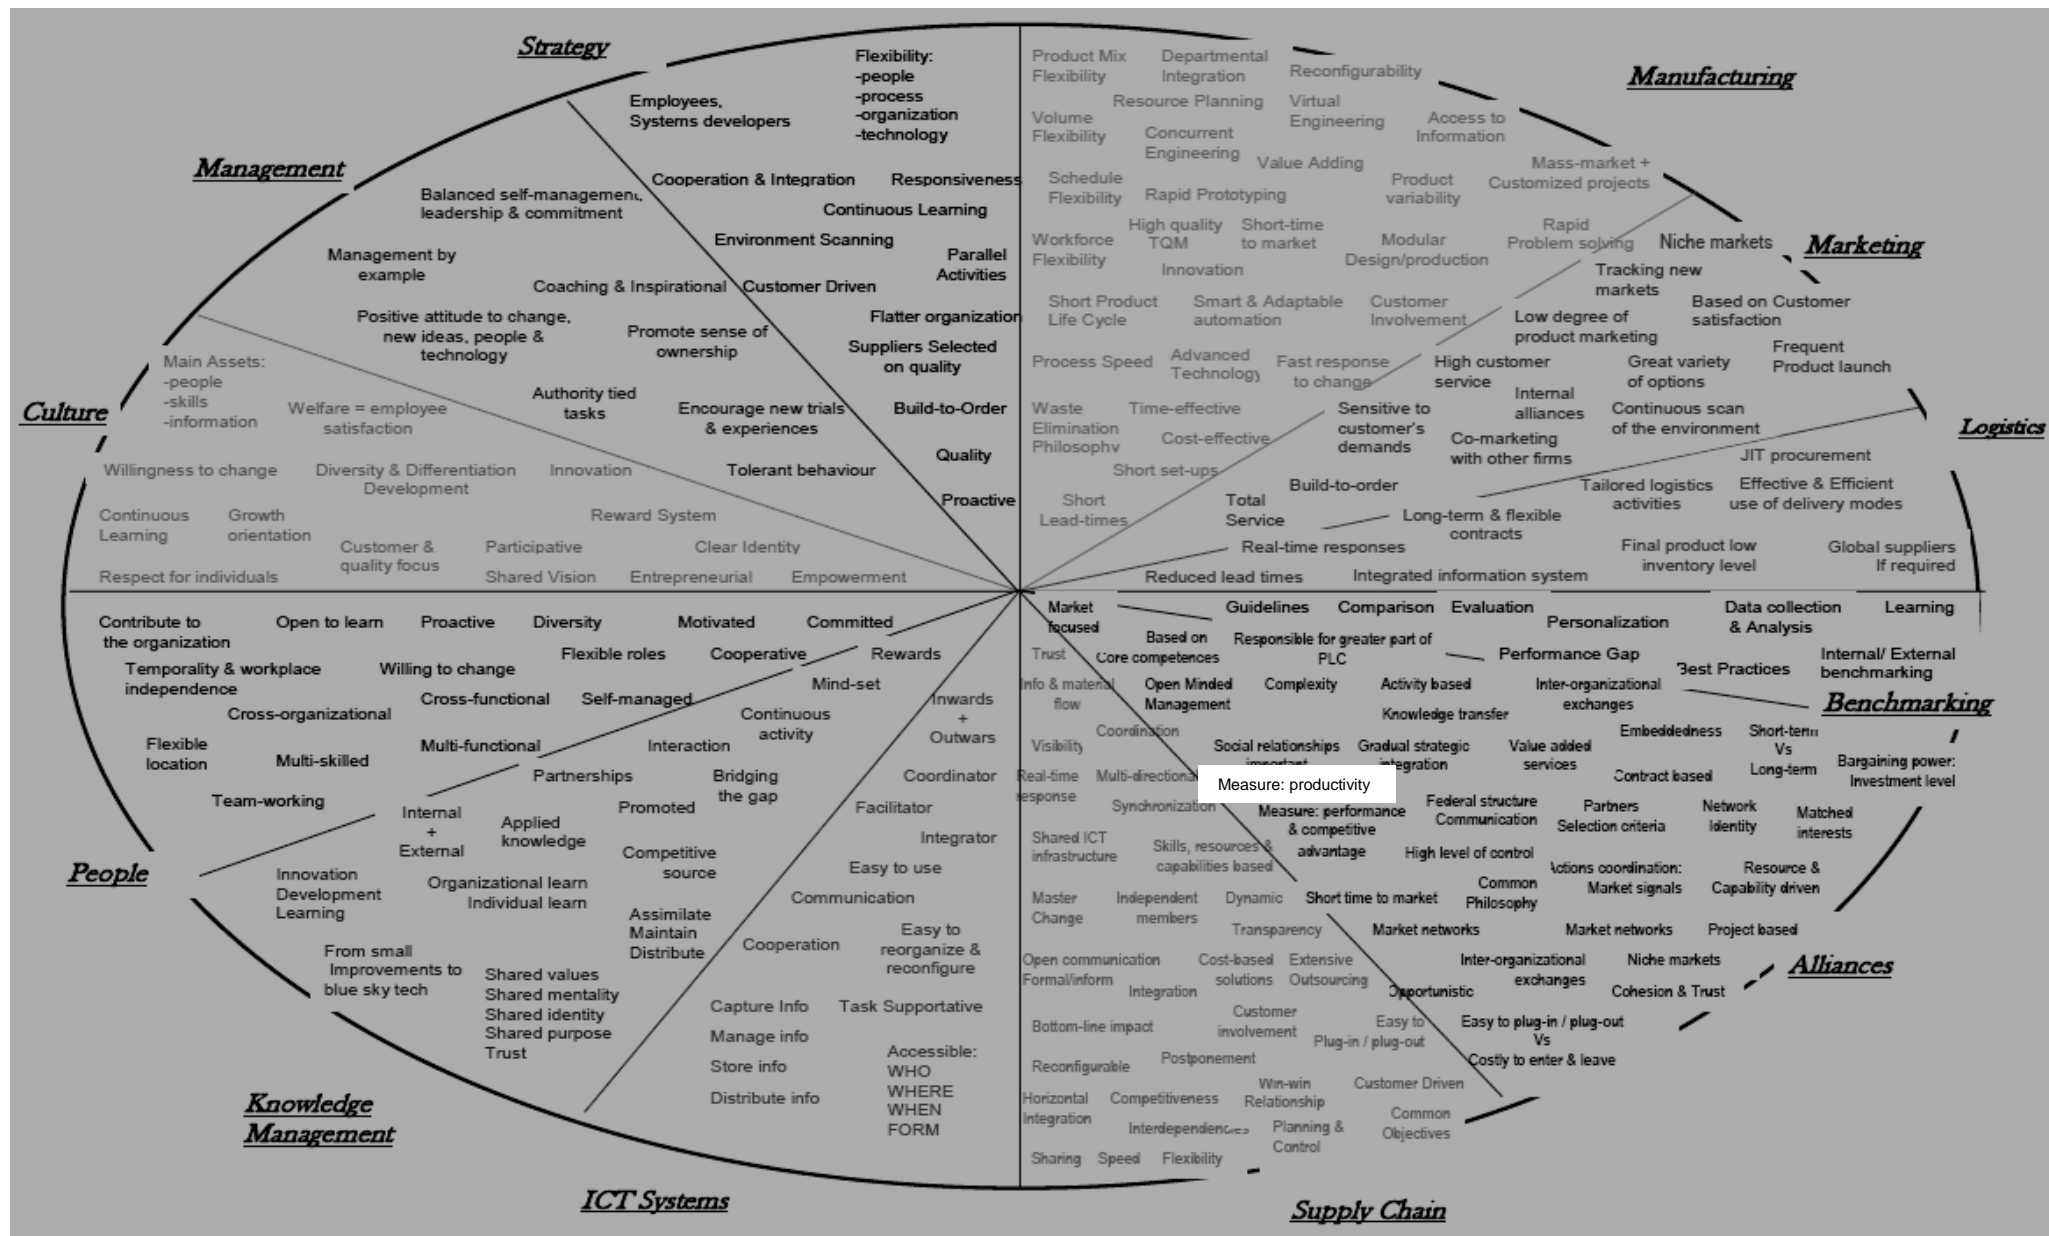 Strategy
Flexibility:
-people
-process
-organization
-technology
Employees,
Systems developers
Cooperation & Integration
Responsiveness
Continuous Learning
Environment Scanning
Parallel
Activities
Customer Driven
Flatter organization
Suppliers Selected
on quality
Build-to-Order
Quality
Proactive
Management
Balanced self-management,
leadership & commitment
Management by
example
Coaching & Inspirational
Positive attitude to change,
new ideas, people &
technology
Promote sense of
ownership
Authority tied
tasks
Encourage new trials
& experiences
Tolerant behaviour
Culture
Main Assets:
-people
-skills
-information
Welfare = employee
satisfaction
Willingness to change
Diversity & Differentiation
Development
Innovation
Continuous
Learning
Growth
orientation
Reward System
Customer &
quality focus
Participative
Clear Identity
Respect for individuals
Shared Vision
Entrepreneurial
Empowerment
Manufacturing
Product Mix
Flexibility
Departmental
Integration
Reconfigurability
Resource Planning
Virtual
Engineering
Volume
Flexibility
Concurrent
Engineering
Access to
Information
Value Adding
Mass-market +
Customized projects
Schedule
Flexibility
Rapid Prototyping
Product
variability
High quality
TQM
Short-time
to market
Workforce
Flexibility
Modular
Design/production
Rapid
Problem solving
Innovation
Short Product
Life Cycle
Smart & Adaptable
automation
Customer
Involvement
Process Speed
Advanced
Technology
Fast response
to change
Waste
Elimination
Philosophy
Time-effective
Cost-effective
Short set-ups
Short
Lead-times
Marketing
Niche markets
Tracking new
markets
Based on Customer
satisfaction
Low degree of
product marketing
Frequent
Product launch
High customer
service
Great variety
of options
Internal
alliances
Sensitive to
customer's
demands
Continuous scan
of the environment
Co-marketing
with other firms
Build-to-order
Total
Service
Logistics
JIT procurement
Tailored logistics
activities
Effective & Efficient
use of delivery modes
Long-term & flexible
contracts
Real-time responses
Final product low
inventory level
Global suppliers
If required
Reduced lead times
Integrated information system
People
Contribute to
the organization
Open to learn
Proactive
Diversity
Motivated
Committed
Temporality & workplace
independence
Willing to change
Flexible roles
Cooperative
Cross-functional
Self-managed
Cross-organizational
Flexible
location
Multi-skilled
Multi-functional
Team-working
Knowledge
Management
Rewards
Mind-set
Continuous
activity
Interaction
Partnerships
Bridging
the gap
Promoted
Internal
+
External
Applied
knowledge
Competitive
source
Innovation
Development
Learning
Organizational learn
Individual learn
Assimilate
Maintain
Distribute
From small
Improvements to
blue sky tech
Shared values
Shared mentality
Shared identity
Shared purpose
Trust
ICT Systems
Inwards
+
Outwars
Coordinator
Facilitator
Integrator
Easy to use
Communication
Cooperation
Easy to
reorganize &
reconfigure
Capture Info
Task Supportative
Manage info
Store info
Distribute info
Accessible:
WHO
WHERE
WHEN
FORM
Benchmarking
Guidelines
Comparison
Evaluation
Personalization
Data collection
& Analysis
Learning
Performance Gap
Best Practices
Internal/ External
benchmarking
Alliances
Market
focused
Based on
Core competences
Responsible for greater part of
PLC
Open Minded
Management
Complexity
Activity based
Inter-organizational
exchanges
Knowledge transfer
Social relationships
important
Gradual strategic
integration
Value added
services
Embeddedness
Short-term
Vs
Long-term
Contract based
Bargaining power:
Investment level
Measure: productivity
Measure: performance
& competitive
advantage
Federal structure
Communication
Partners
Selection criteria
Network
Identity
Matched
interests
High level of control
Actions coordination:
Market signals
Resource &
Capability driven
Short time to market
Common
Philosophy
Market networks
Market networks
Project based
Inter-organizational
exchanges
Niche markets
Opportunistic
Cohesion & Trust
Easy to plug-in / plug-out
Vs
Costly to enter & leave
Supply Chain
Trust
Info & material
flow
Coordination
Visibility
Real-time
response
Multi-directional
Synchronization
Shared ICT
infrastructure
Skills, resources &
capabilities based
Master
Change
Independent
members
Dynamic
Transparency
Open communication
Formal/inform
Cost-based
solutions
Extensive
Outsourcing
Integration
Bottom-line impact
Customer
involvement
Easy to
Plug-in / plug-out
Reconfigurable
Postponement
Horizontal
Integration
Competitiveness
Win-win
Relationship
Customer Driven
Interdependencies
Planning &
Control
Common
Objectives
Sharing
Speed
Flexibility